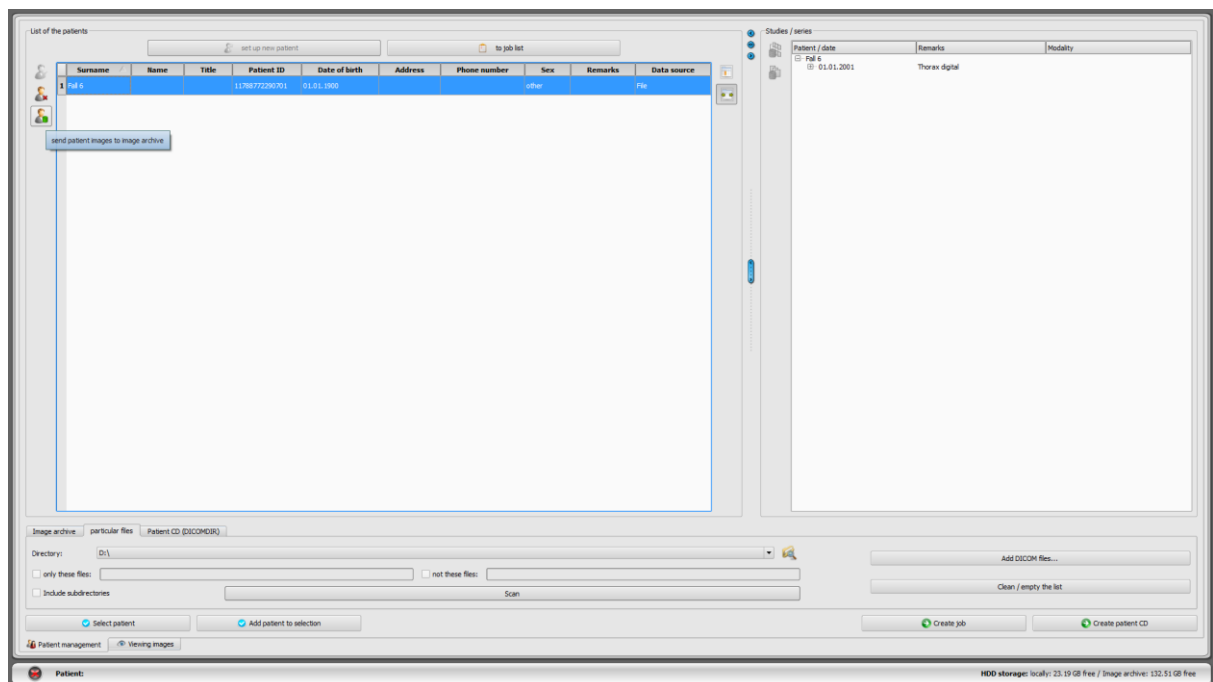 List of the patients
set up new patient
to job list
Surname Name Title Patient ID Date of birth Address Phone number Sex Remarks Data source
1 Fall 6 11788772290701 01.01.1900 other File
send patient images to image archive
Studies / series
Patient / date Remarks Modality
Fall 6
01.01.2001 Thorax digital
Image archive particular files Patient CD (DICOMDIR)
Directory: D:\
only these files: not these files:
Include subdirectories Scan
Add DICOM files...
Clean / empty the list
Select patient Add patient to selection Create job Create patient CD
Patient management Viewing images
Patient: HDD storage: locally: 23.19 GB free / Image archive: 132.51 GB free